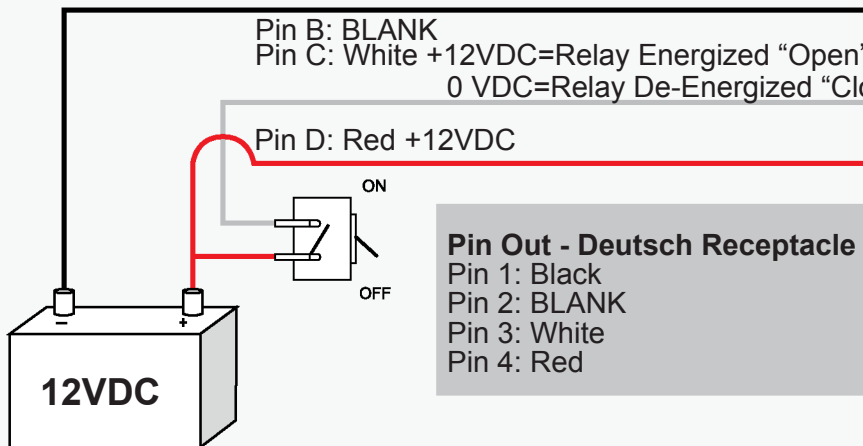 Pin B: BLANK
Pin C: White +12VDC=Relay Energized “Open”
0 VDC=Relay De-Energized
Pin D: Red +12VDC
ON
OFF
Pin Out - Deutsch Receptacle
Pin 1: Black
Pin 2: BLANK
Pin 3: White
Pin 4: Red
- +
12VDC